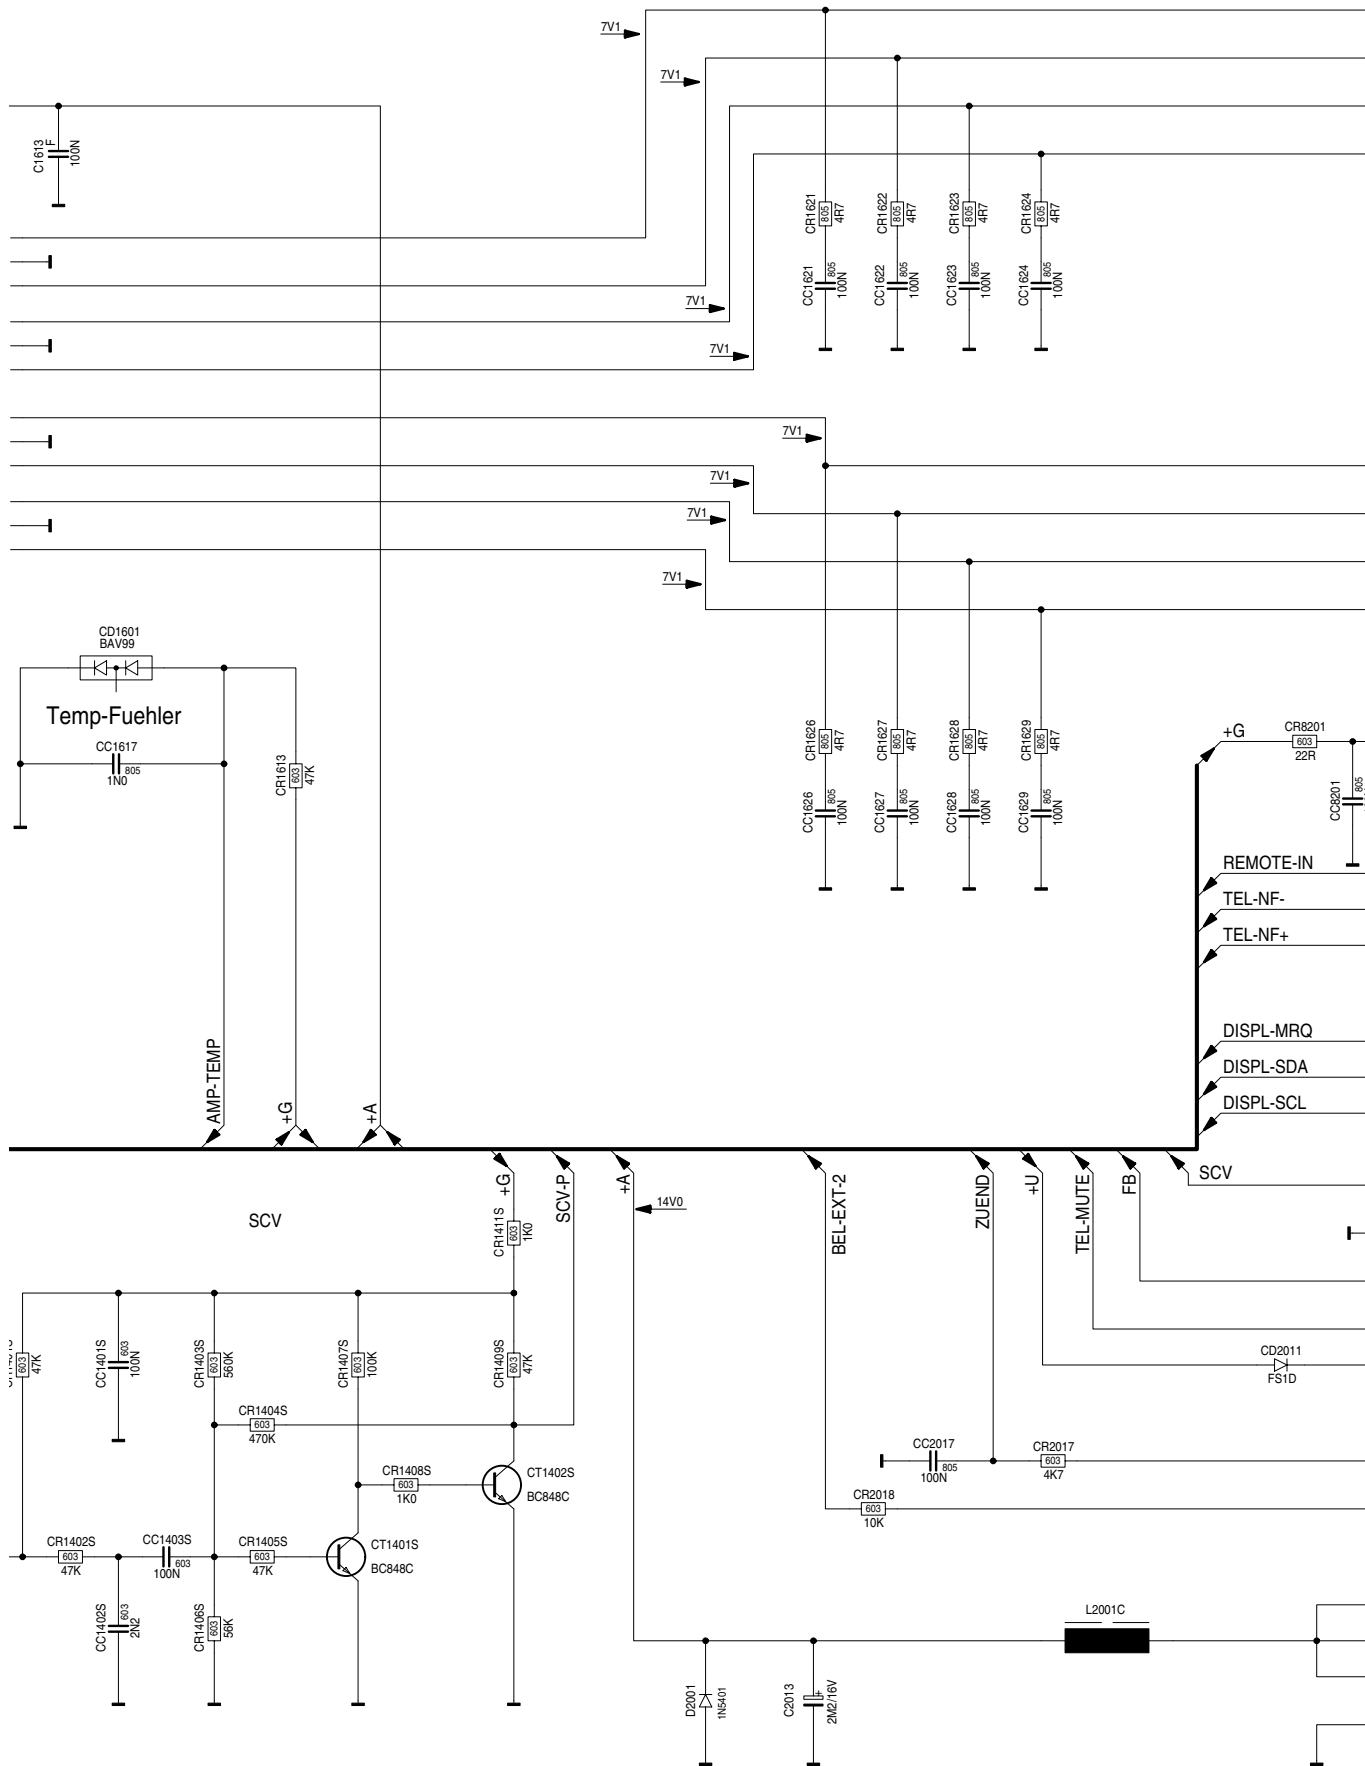 7V1
7V1
C1613
F
100N
CR1621
805
4R7
CR1622
805
4R7
CR1623
805
4R7
CR1624
805
4R7
CC1621
805
100N
CC1622
805
100N
CC1623
805
100N
CC1624
805
100N
7V1
7V1
7V1
7V1
7V1
7V1
CD1601
BAV99
Temp-Fuehler
CC1617
805
1N0
CR1613
603
47K
CR1626
805
4R7
CR1627
805
4R7
CR1628
805
4R7
CR1629
805
4R7
CC1626
805
100N
CC1627
805
100N
CC1628
805
100N
CC1629
805
100N
+G
CR8201
603
22R
CC8201
805
REMOTE-IN
TEL-NF-
TEL-NF+
DISPL-MRQ
DISPL-SDA
DISPL-SCL
AMP-TEMP
+G
+A
+G
SCV-P
+A
14V0
BEL-EXT-2
ZUEND
+U
TEL-MUTE
FB
SCV
SCV
CR1411S
603
1K0
603
47K
CC1401S
603
100N
CR1403S
603
560K
CR1407S
603
100K
CR1409S
603
47K
CD2011
FS1D
CR1404S
603
470K
CR1408S
603
1K0
CT1402S
BC848C
CC2017
805
100N
CR2017
603
4K7
CR2018
603
10K
CR1402S
603
47K
CC1403S
603
100N
CR1405S
603
47K
CT1401S
BC848C
CC1402S
603
2N2
CR1406S
603
56K
L2001C
D2001
1N5401
C2013
+
2M2/16V